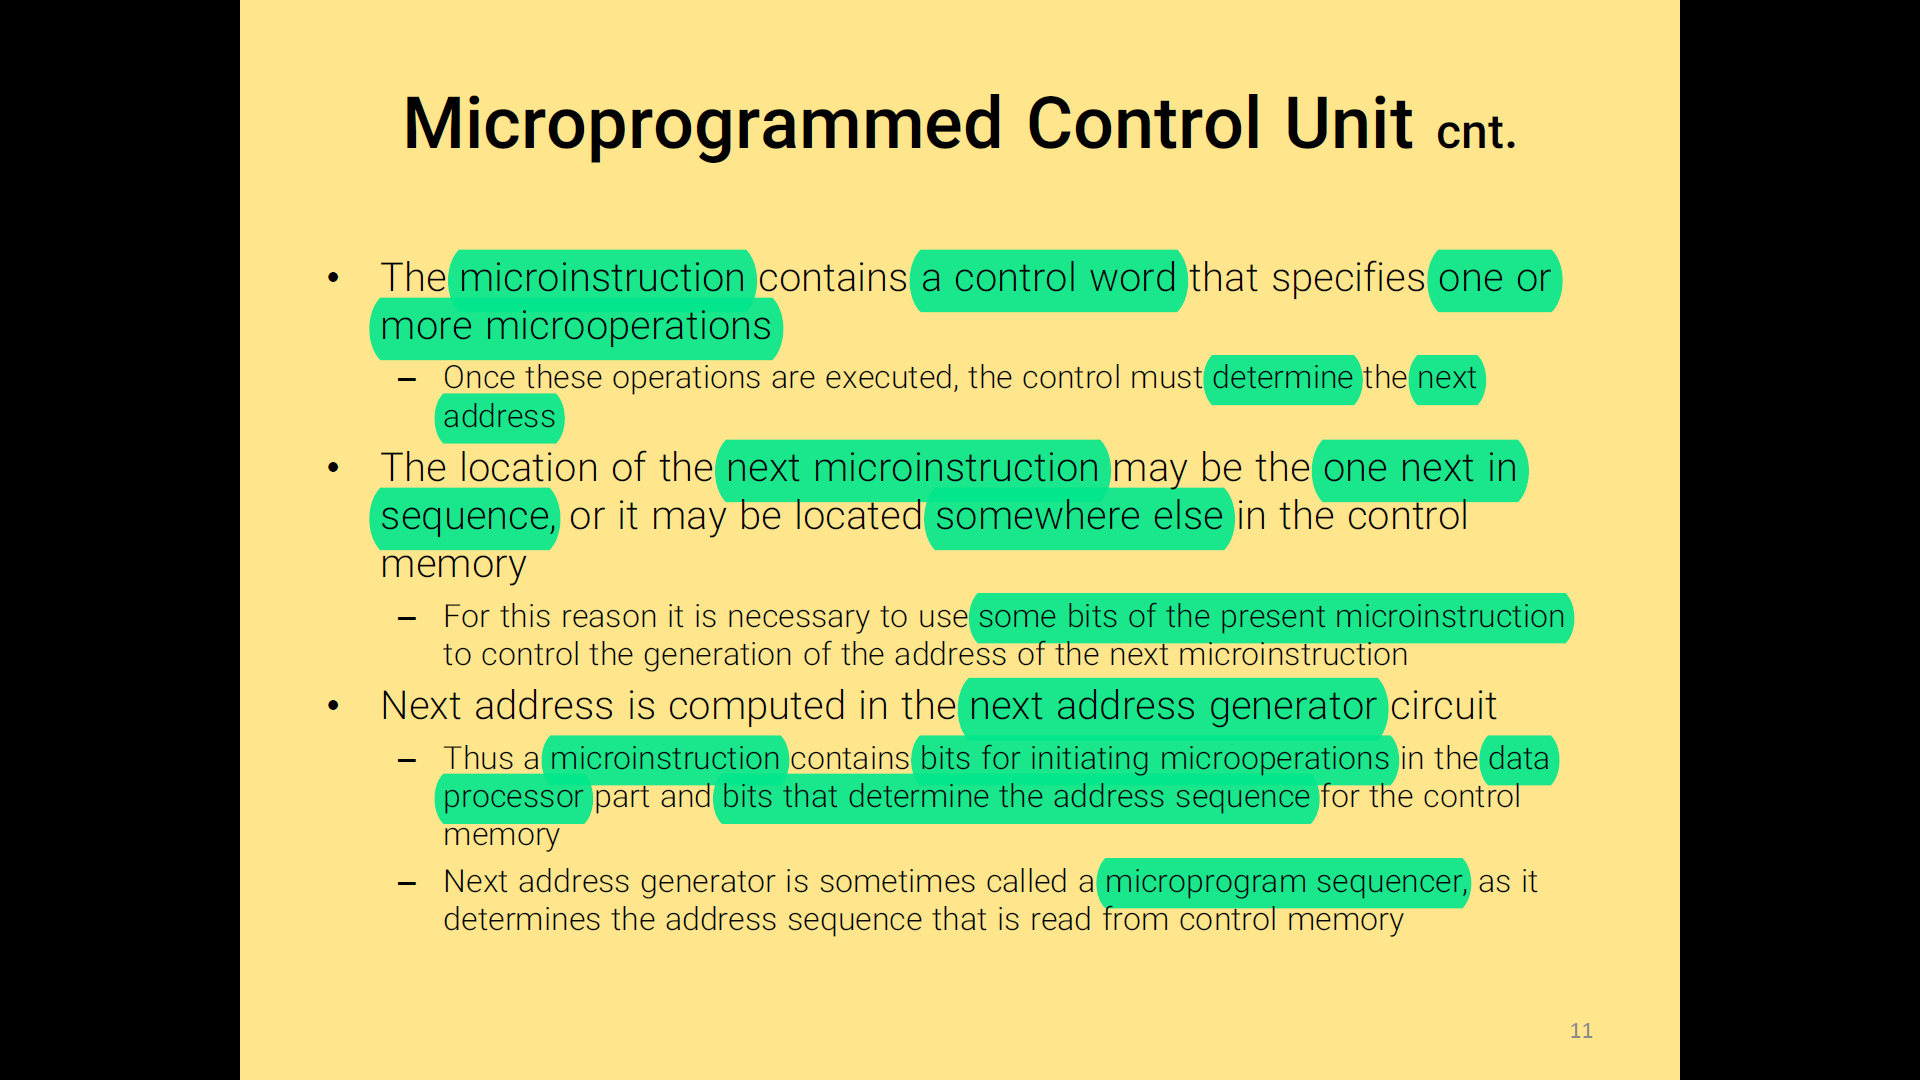 Microprogrammed Control Unit cnt.
• The microinstruction contains a control word that specifies one or
more microoperations
– Once these operations are executed, the control must determine the next
address
• The location of the next microinstruction may be the one next in
sequence, or it may be located somewhere else in the control
memory
– For this reason it is necessary to use some bits of the present microinstruction
to control the generation of the address of the next microinstruction
• Next address is computed in the next address generator circuit
– Thus a microinstruction contains bits for initiating microoperations in the data
processor part and bits that determine the address sequence for the control
memory
– Next address generator is sometimes called a microprogram sequencer, as it
determines the address sequence that is read from control memory
11